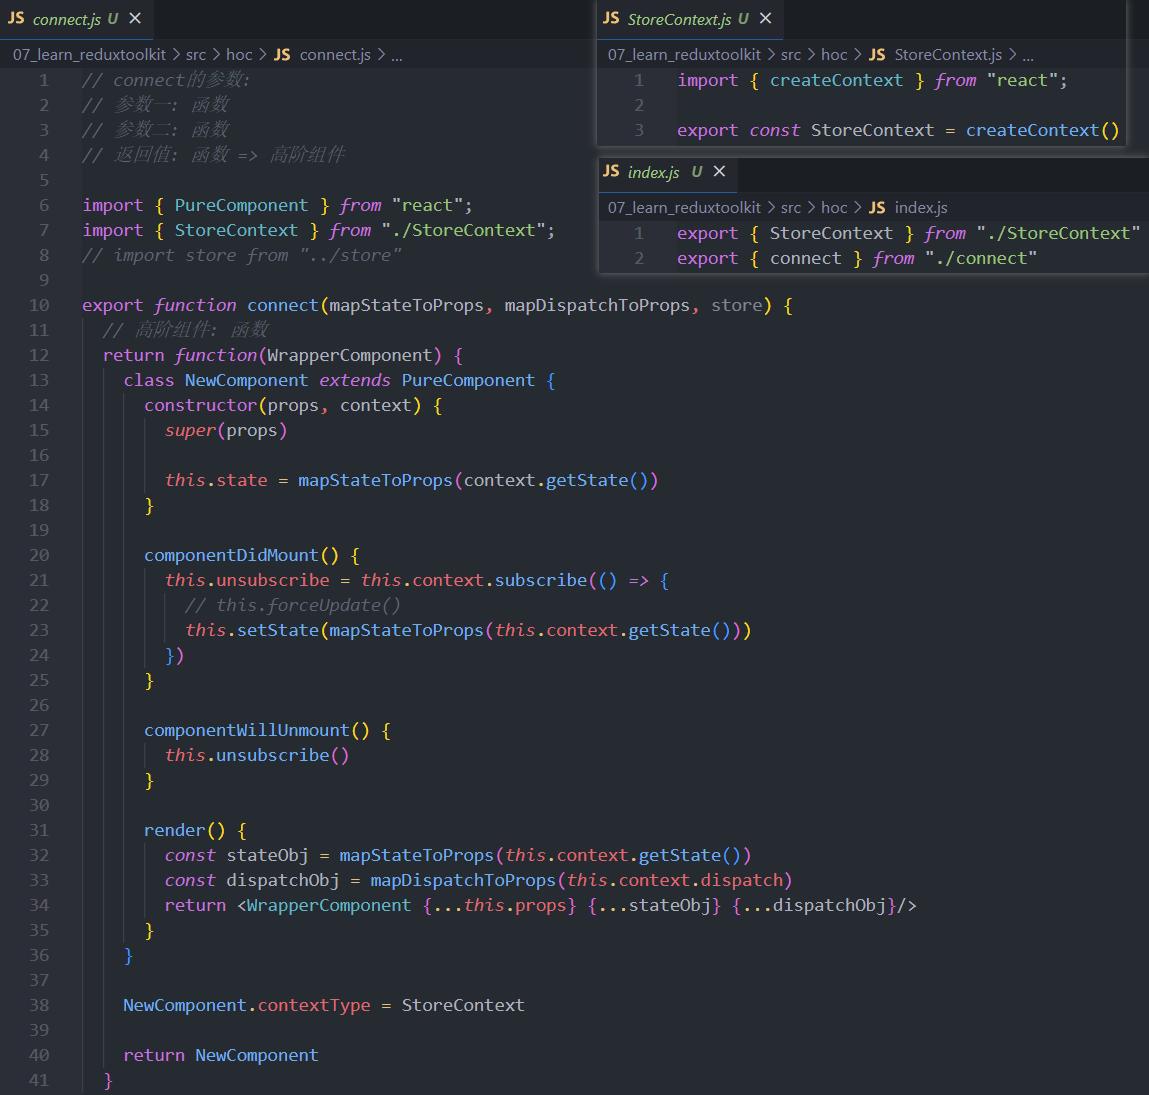 JS connect.js U ×
07_learn_reduxtoolkit > src > hoc > JS connect.js > ...
1 // connect的参数:
2 // 参数一: 函数
3 // 参数二: 函数
4 // 返回值: 函数 => 高阶组件
5
6 import { PureComponent } from "react";
7 import { StoreContext } from "./StoreContext";
8 // import store from "../store"
9
10 export function connect(mapStateToProps, mapDispatchToProps, store) {
11 // 高阶组件: 函数
12 return function(WrapperComponent) {
13 class NewComponent extends PureComponent {
14 constructor(props, context) {
15 super(props)
16
17 this.state = mapStateToProps(context.getState())
18 }
19
20 componentDidMount() {
21 this.unsubscribe = this.context.subscribe(() => {
22 // this.forceUpdate()
23 this.setState(mapStateToProps(this.context.getState()))
24 })
25 }
26
27 componentWillUnmount() {
28 this.unsubscribe()
29 }
30
31 render() {
32 const stateObj = mapStateToProps(this.context.getState())
33 const dispatchObj = mapDispatchToProps(this.context.dispatch)
34 return <WrapperComponent {...this.props} {...stateObj} {...dispatchObj}/>
35 }
36 }
37
38 NewComponent.contextType = StoreContext
39
40 return NewComponent
41 }
JS StoreContext.js U ×
07_learn_reduxtoolkit > src > hoc > JS StoreContext.js > ...
1 import { createContext } from "react";
2
3 export const StoreContext = createContext()
JS index.js U ×
07_learn_reduxtoolkit > src > hoc > JS index.js
1 export { StoreContext } from "./StoreContext"
2 export { connect } from "./connect"